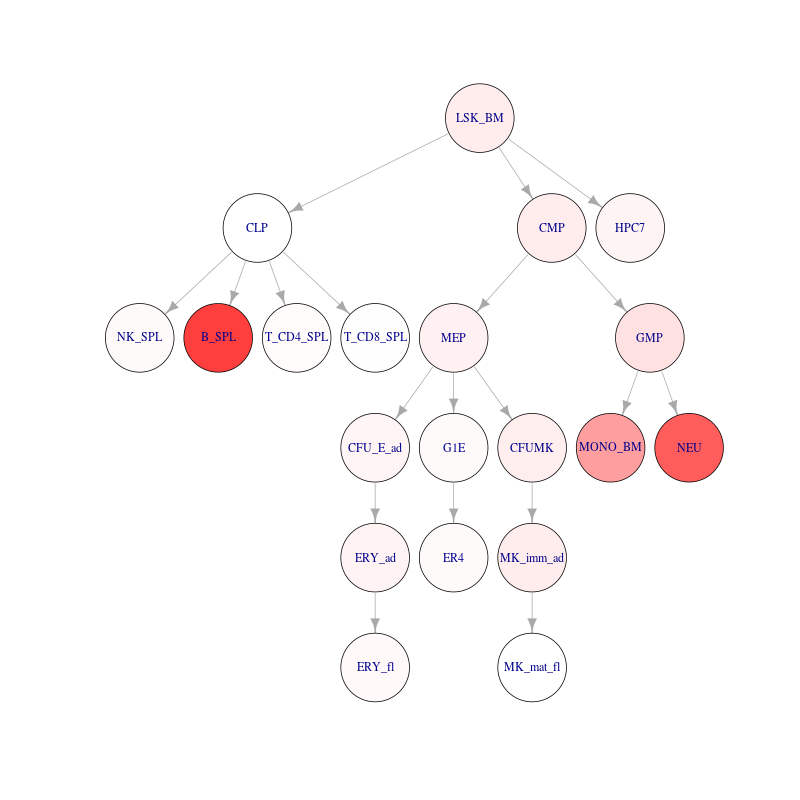 LSK_BM
CLP
CMP
HPC7
NK_SPL
B_SPL
T_CD4_SPL
T_CD8_SPL
MEP
GMP
CFU_E_ad
G1E
CFUMK
MONO_BM
NEU
ERY_ad
ER4
MK_imm_ad
ERY_fl
MK_mat_fl